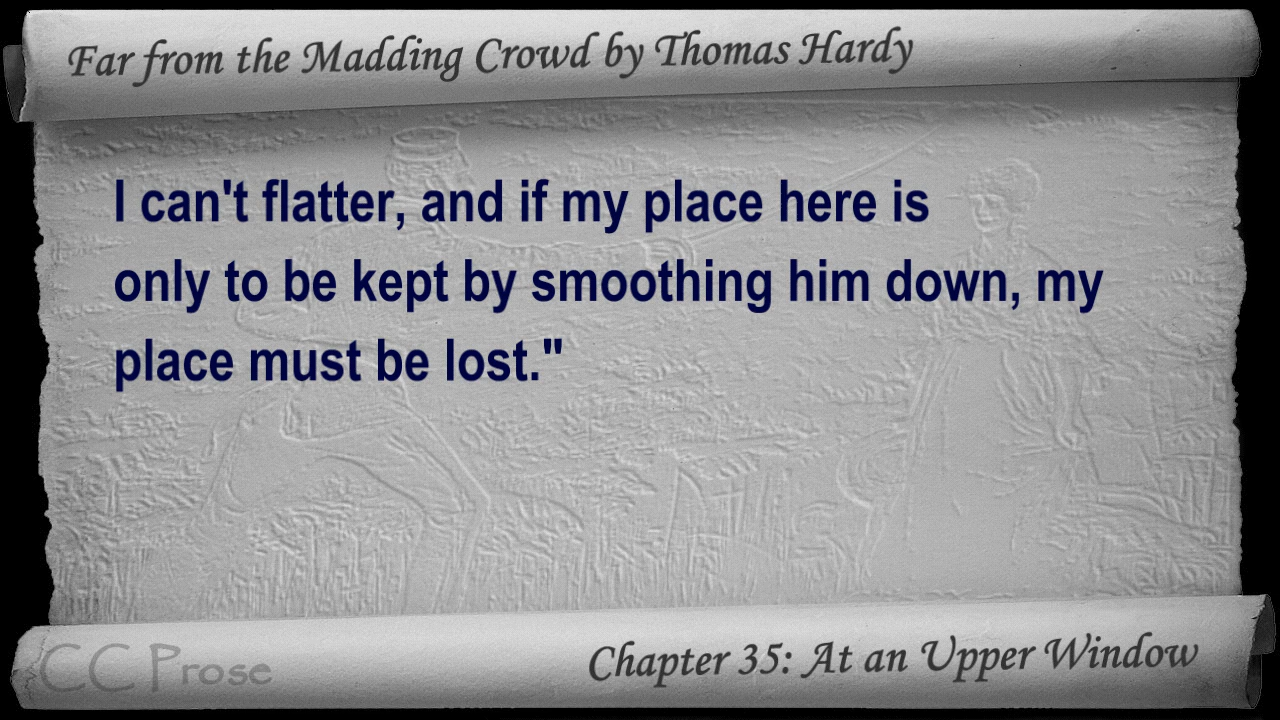 Far from the Madding Crowd by Thomas Hardy
I can't flatter, and if my place here is
only to be kept by smoothing him down, my
place must be lost."
CC Prose
Chapter 35: At an Upper Window